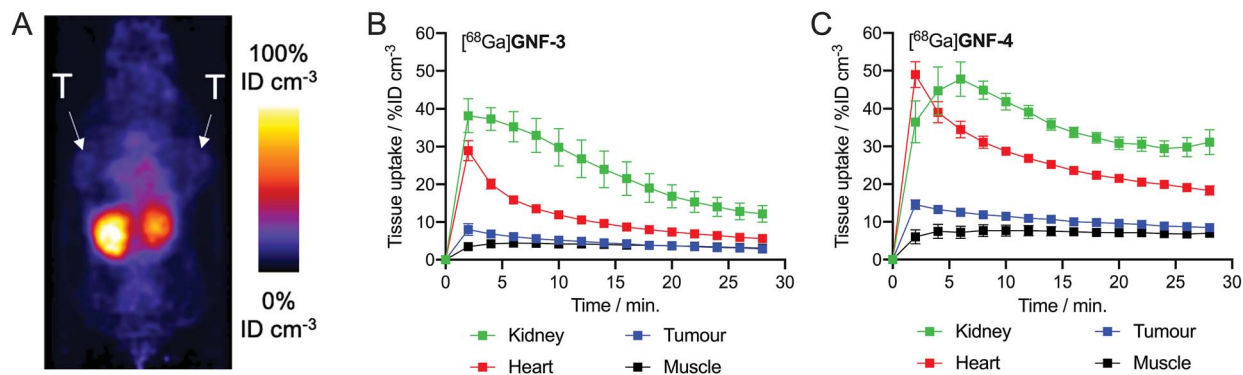 A
100%
ID cm⁻³
T
T
0%
ID cm⁻³
B
[⁶⁸Ga]GNF-3
Tissue uptake / %ID cm⁻³
60
50
40
30
20
10
0
0 5 10 15 20 25 30
Time / min.
Kidney
Tumour
Heart
Muscle
C
[⁶⁸Ga]GNF-4
Tissue uptake / %ID cm⁻³
60
50
40
30
20
10
0
0 5 10 15 20 25 30
Time / min.
Kidney
Tumour
Heart
Muscle